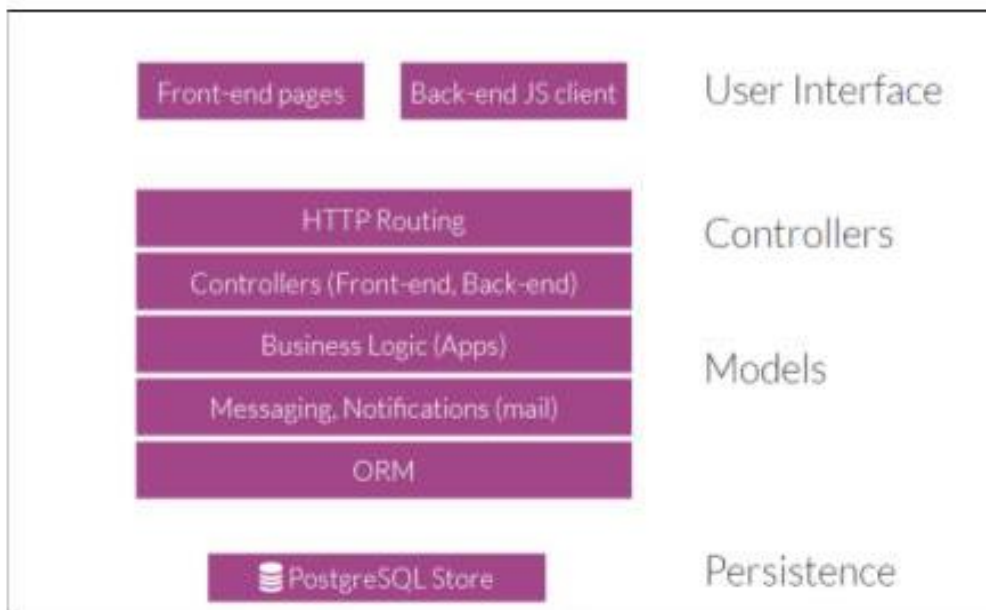 Front-end pages
Back-end JS client
User Interface
HTTP Routing
Controllers
Controllers (Front-end, Back-end)
Business Logic (Apps)
Models
Messaging, Notifications (mail)
ORM
PostgreSQL Store
Persistence